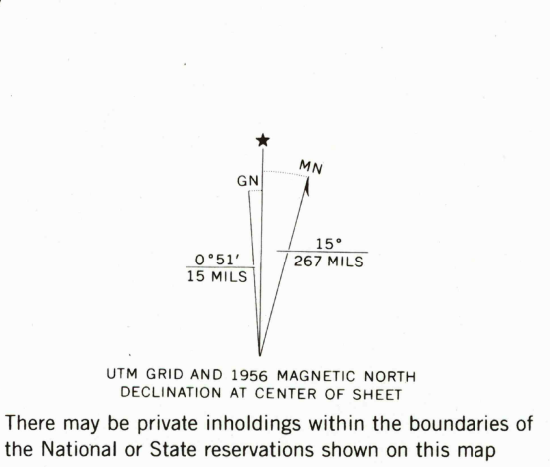 ★
MN
GN
15°
267 MILS
0°51'
15 MILS
UTM GRID AND 1956 MAGNETIC NORTH
DECLINATION AT CENTER OF SHEET
There may be private inholdings within the boundaries of
the National or State reservations shown on this map